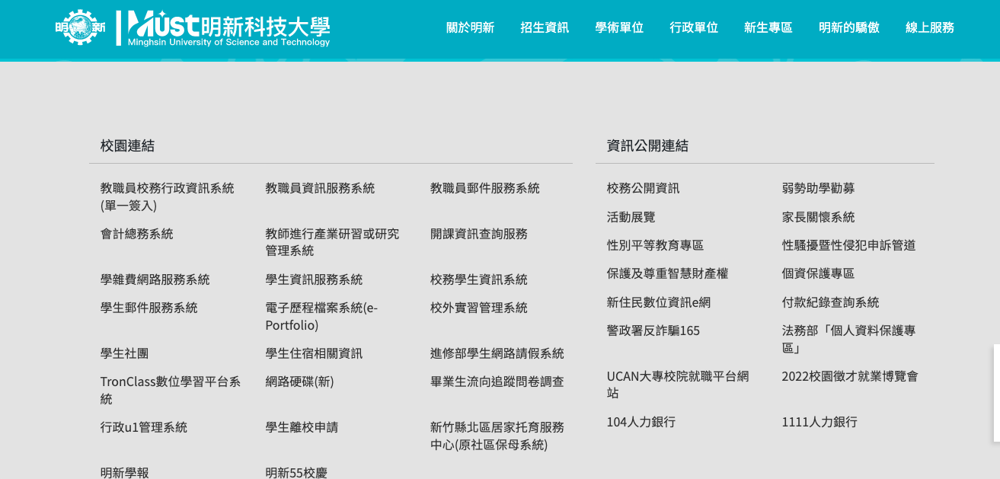 明 新 Must明新科技大學
Minghsin University of Science and Technology
關於明新 招生資訊 學術單位 行政單位 新生專區 明新的驕傲 線上服務
校園連結
教職員校務行政資訊系統
(單一簽入)
教職員資訊服務系統
教職員郵件服務系統
會計總務系統
教師進行產業研習或研究
管理系統
開課資訊查詢服務
學雜費網路服務系統
學生資訊服務系統
校務學生資訊系統
學生郵件服務系統
電子歷程檔案系統(e-
Portfolio)
校外實習管理系統
學生社團
學生住宿相關資訊
進修部學生網路請假系統
TronClass數位學習平台系
統
網路硬碟(新)
畢業生流向追蹤問卷調查
行政u1管理系統
學生離校申請
新竹縣北區居家托育服務
中心(原社區保母系統)
明新學報
明新55校慶
資訊公開連結
校務公開資訊
弱勢助學勸募
活動展覽
家長關懷系統
性別平等教育專區
性騷擾暨性侵犯申訴管道
保護及尊重智慧財產權
個資保護專區
新住民數位資訊e網
付款紀錄查詢系統
警政署反詐騙165
法務部「個人資料保護專
區」
UCAN大專校院就職平台網
站
2022校園徵才就業博覽會
104人力銀行
1111人力銀行